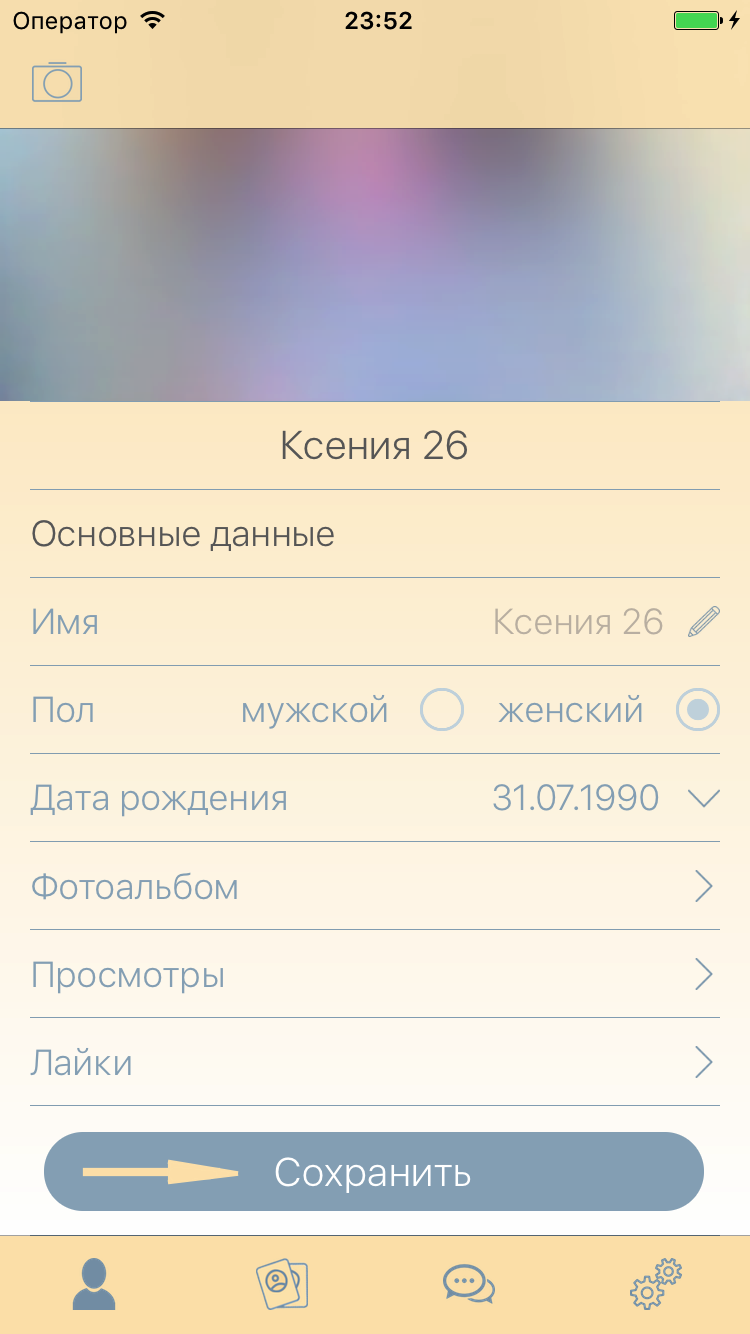 Оператор 23:52
Ксения 26
Основные данные
Имя Ксения 26
Пол мужской женский
Дата рождения 31.07.1990
Фотоальбом
Просмотры
Лайки
Сохранить